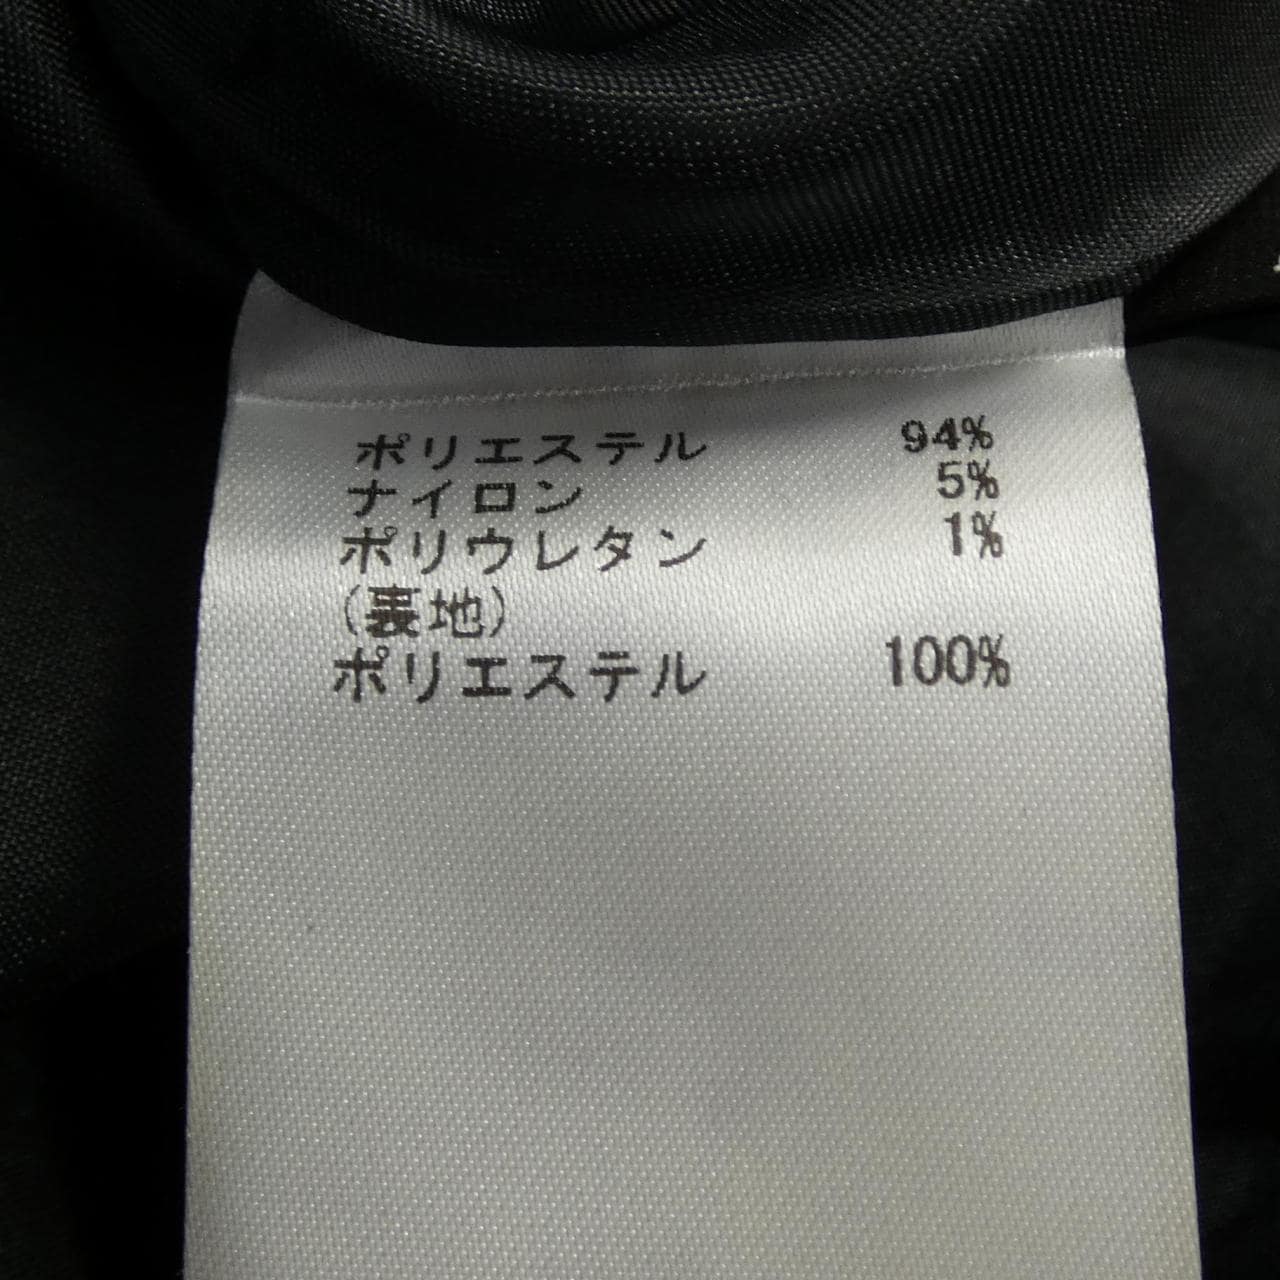 ポリエステル 94%
ナイロン 5%
ポリウレタン 1%
(裏地)
ポリエステル 100%